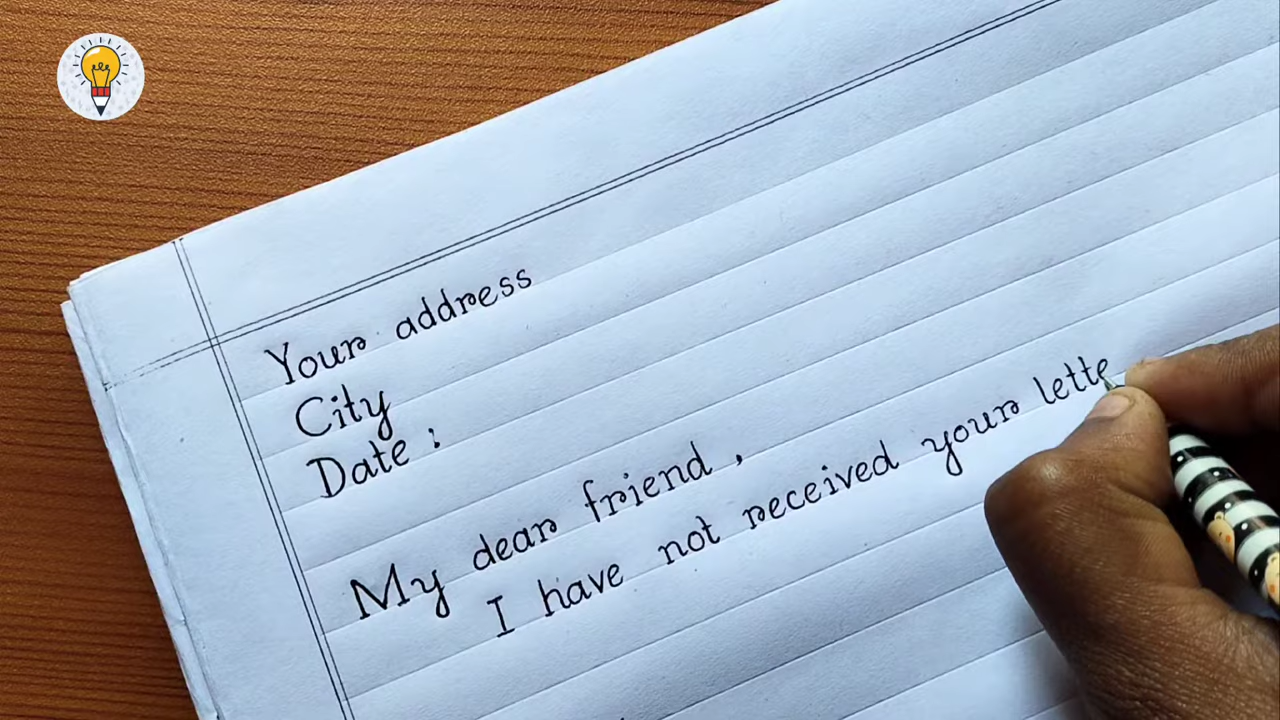 Your address
City
Date :
My dear friend ,
I have not received your lette